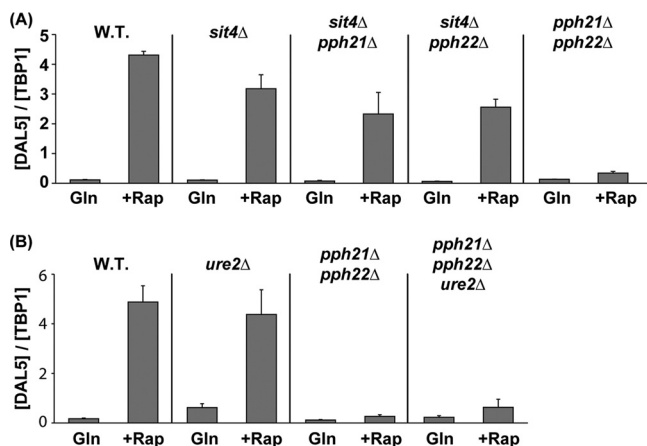 (A)
W.T. sit4Δ sit4Δ pph21Δ sit4Δ pph22Δ pph21Δ pph22Δ
[DAL5] / [TBP1]
5
4
3
2
1
0
Gln +Rap Gln +Rap Gln +Rap Gln +Rap Gln +Rap
(B)
W.T. ure2Δ pph21Δ pph22Δ pph21Δ pph22Δ ure2Δ
[DAL5] / [TBP1]
6
4
2
0
Gln +Rap Gln +Rap Gln +Rap Gln +Rap